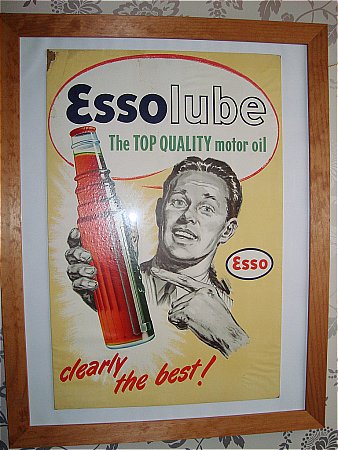 Essolube
The TOP QUALITY motor oil
Esso
clearly
the best!